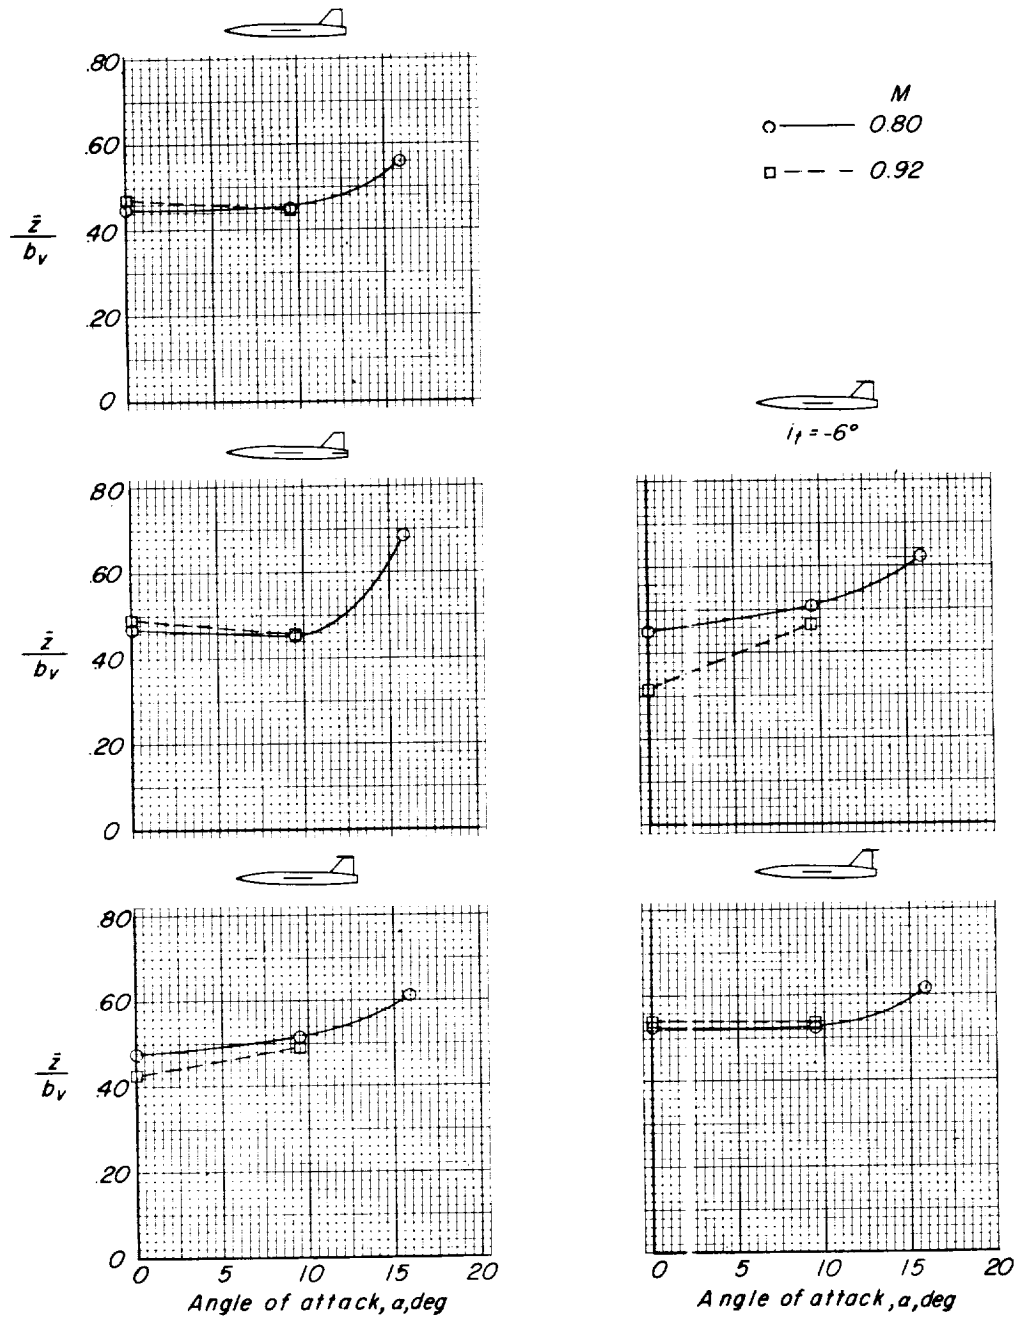 M
0.80
0.92
.80
.60
.40
.20
0
z̄
b_v
i_t = -6°
.80
.60
.40
.20
0
z̄
b_v
.80
.60
.40
.20
0
z̄
b_v
0 5 10 15 20
Angle of attack, α, deg
0 5 10 15 20
Angle of attack, α, deg